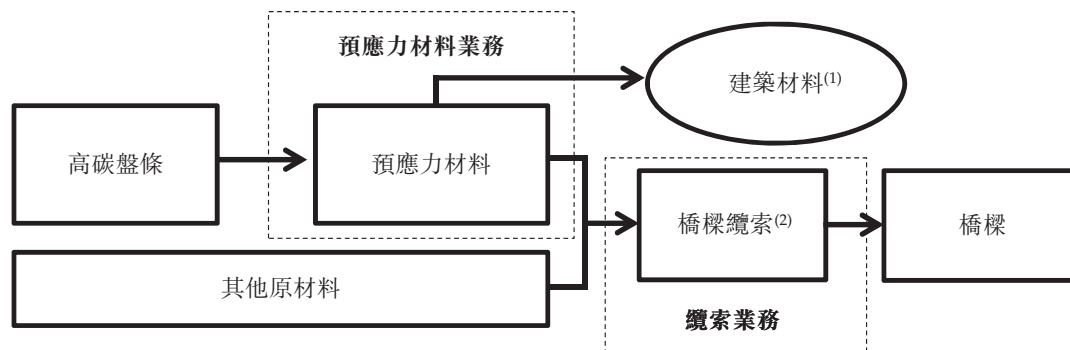 預應力材料業務
建築材料(1)
高碳盤條
預應力材料
橋樑纜索(2)
橋樑
其他原材料
纜索業務